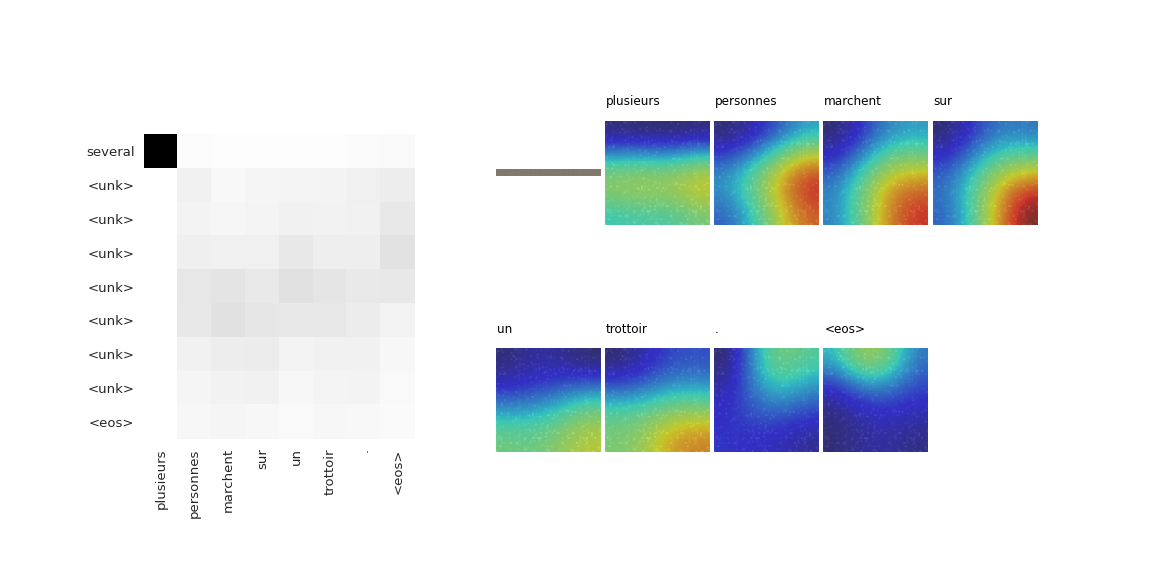 several
<unk>
<unk>
<unk>
<unk>
<unk>
<unk>
<unk>
<eos>
plusieurs
personnes
marchent
sur
un
trottoir
.
<eos>
plusieurs personnes marchent sur
un trottoir . <eos>